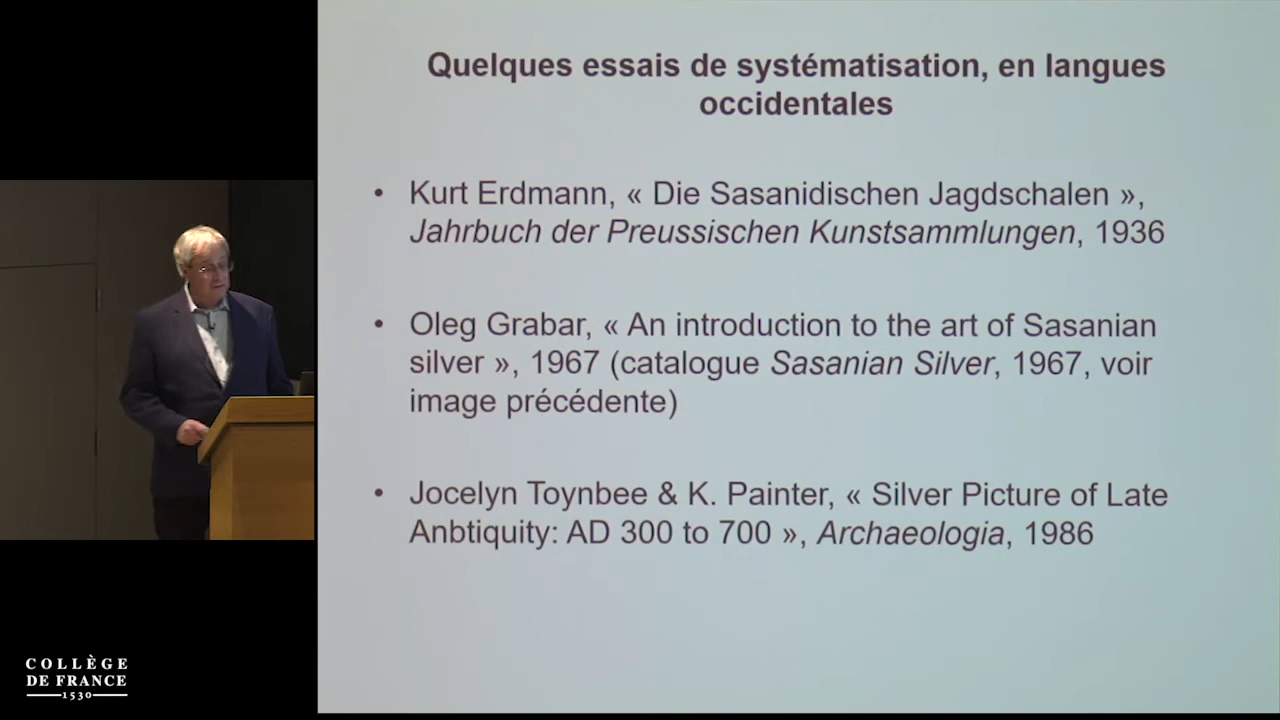 Quelques essais de systématisation, en langues
occidentales
• Kurt Erdmann, « Die Sasanidischen Jagdschalen »,
Jahrbuch der Preussischen Kunstsammlungen, 1936
• Oleg Grabar, « An introduction to the art of Sasanian
silver », 1967 (catalogue Sasanian Silver, 1967, voir
image précédente)
• Jocelyn Toynbee & K. Painter, « Silver Picture of Late
Anbtiquity: AD 300 to 700 », Archaeologia, 1986
COLLÈGE
DE FRANCE
1530